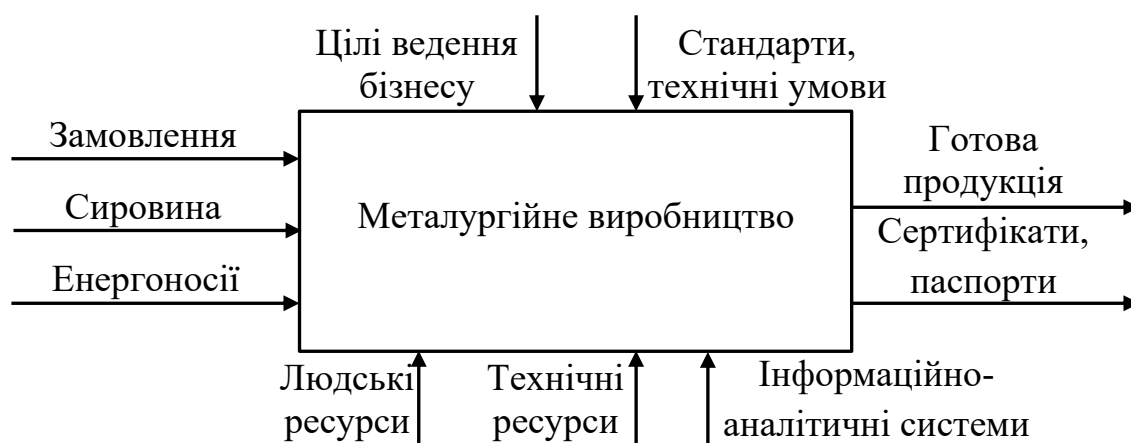 Цілі ведення
бізнесу
Стандарти,
технічні умови
Замовлення
Сировина
Енергоносії
Металургійне виробництво
Готова
продукція
Сертифікати,
паспорти
Людські
ресурси
Технічні
ресурси
Інформаційно-
аналітичні системи